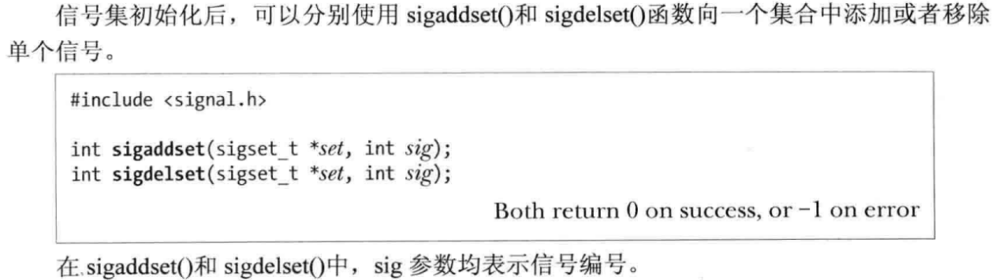 信号集初始化后，可以分别使用 sigaddset()和 sigdelset()函数向一个集合中添加或者移除
单个信号。
#include <signal.h>
int sigaddset(sigset_t *set, int sig);
int sigdelset(sigset_t *set, int sig);
Both return 0 on success, or −1 on error
在 sigaddset()和 sigdelset()中，sig 参数均表示信号编号。